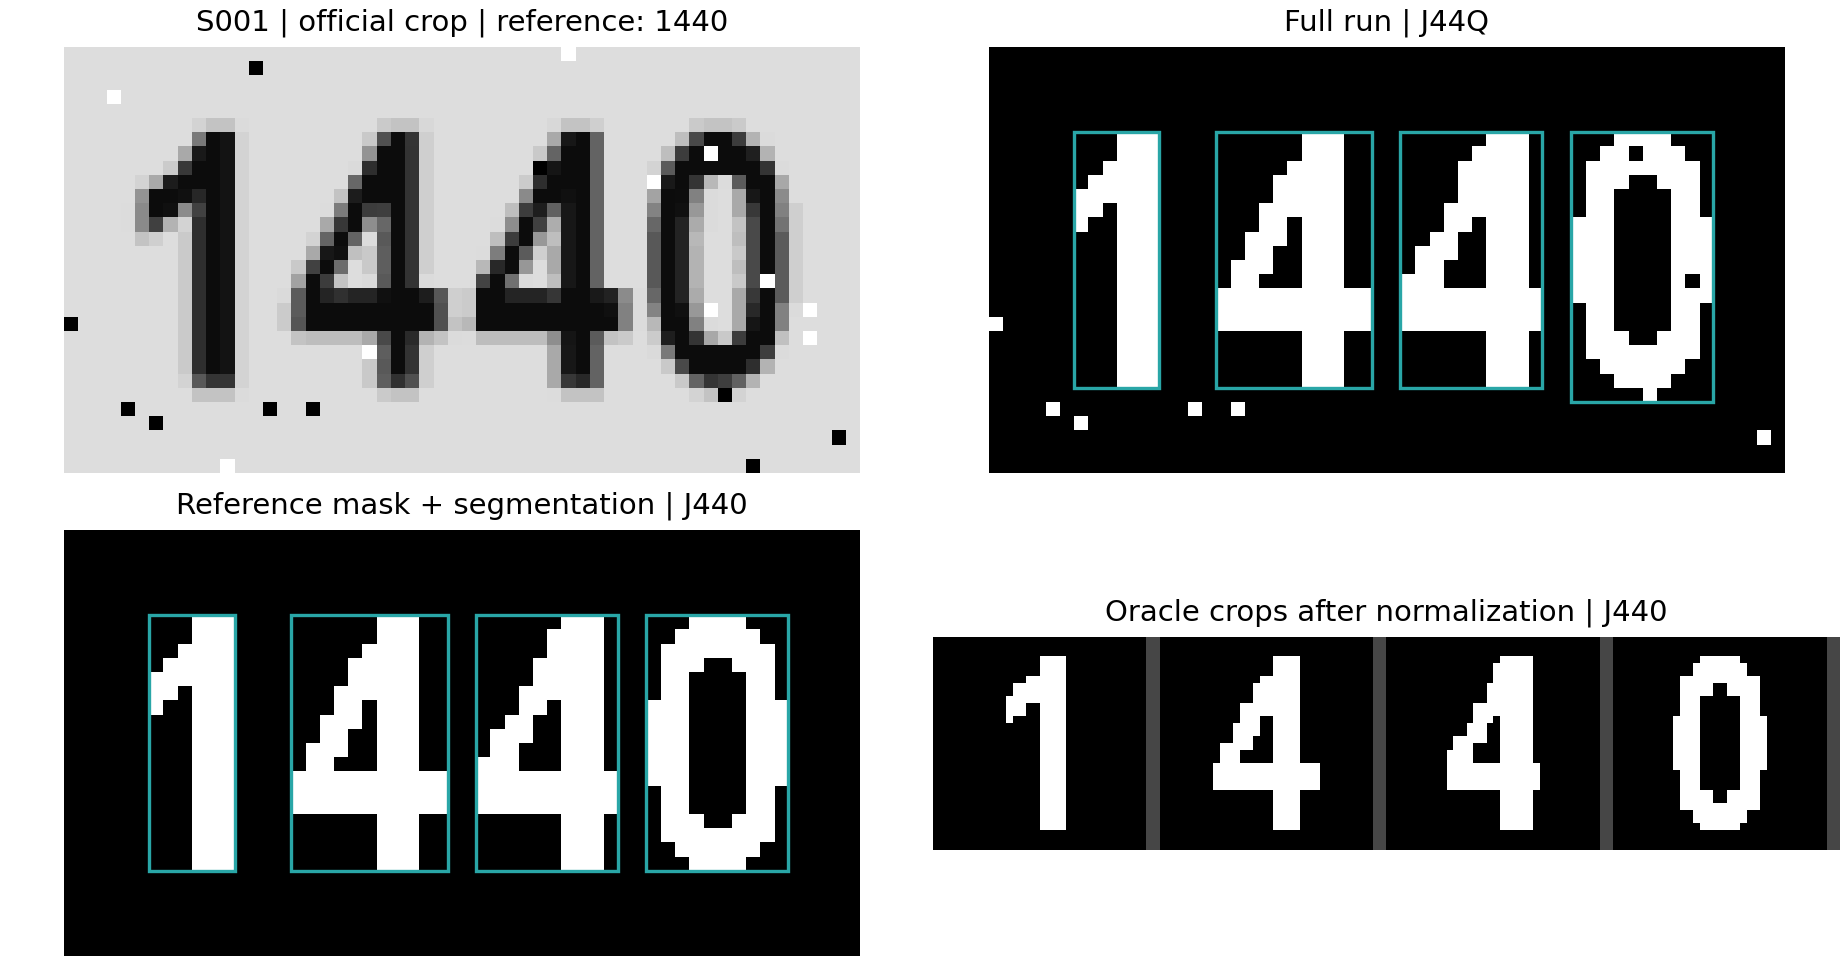 S001 | official crop | reference: 1440
Full run | J44Q
1440
1440
Reference mask + segmentation | J440
Oracle crops after normalization | J440
1440
1440